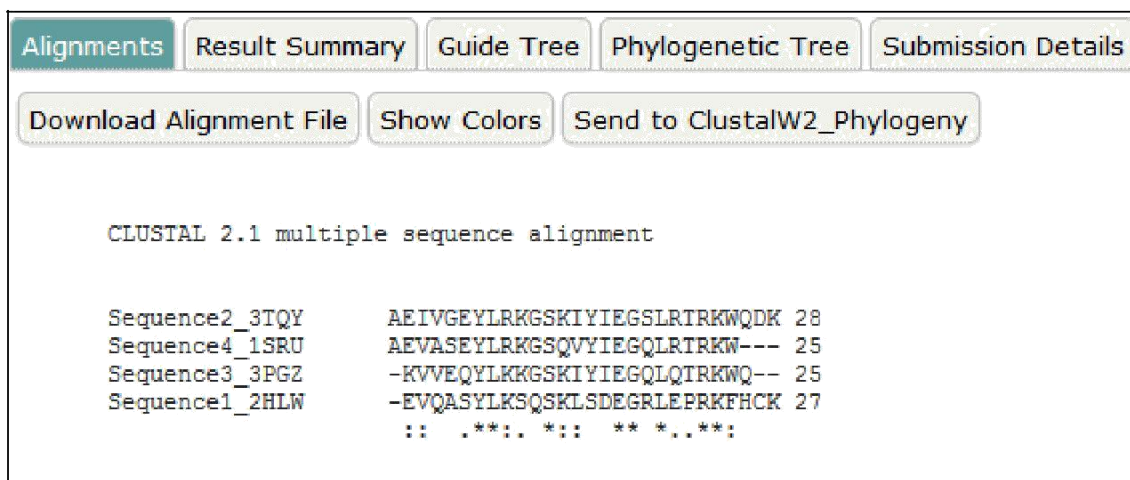 Alignments Result Summary Guide Tree Phylogenetic Tree Submission Details
Download Alignment File Show Colors Send to ClustalW2_Phylogeny
CLUSTAL 2.1 multiple sequence alignment
Sequence2_3TQY AEIVGEYLRKGSKIYIEGSLRTRKWQDK 28
Sequence4_1SRU AEVASEYLRKGSQVYIEGQLRTRKW--- 25
Sequence3_3PGZ -KVVEQYLKKGSKIYIEGQLQTRKWQ-- 25
Sequence1_2HLW -EVQASYLKSQSKLSDEGRLEPRKFHCK 27
:: .**:. *:: ** *..**: